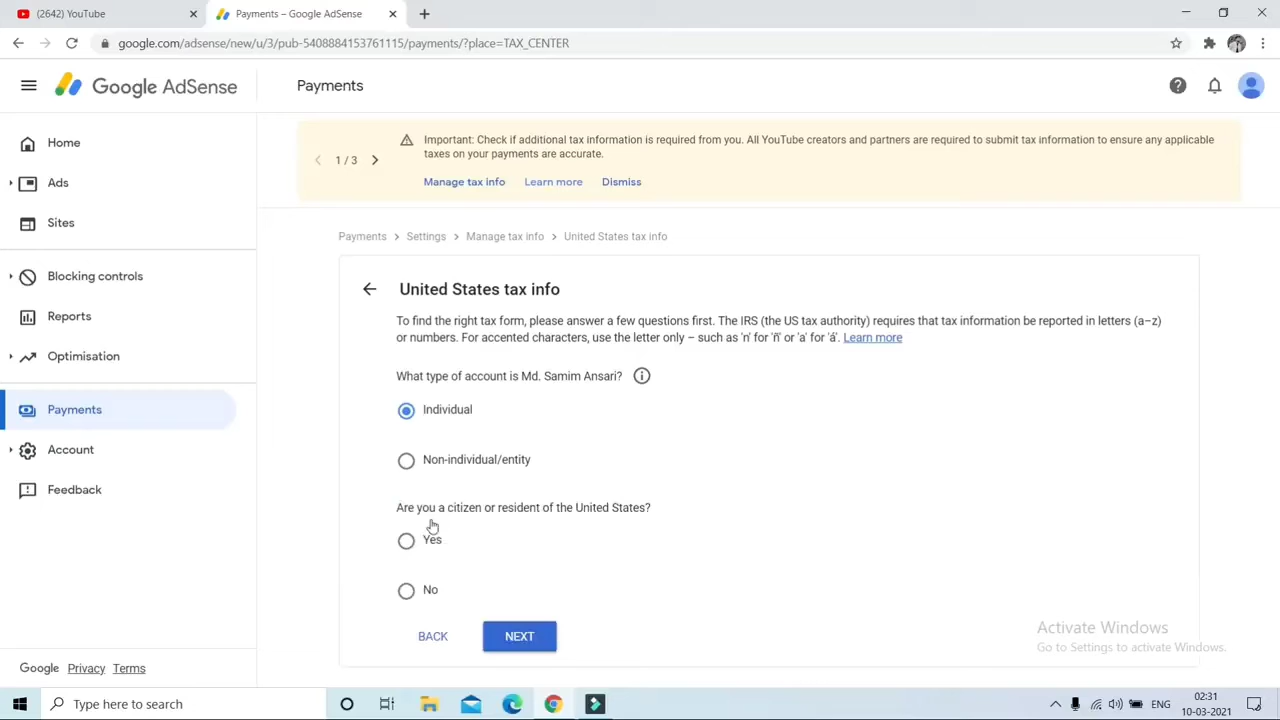 (2642) YouTube
Payments – Google AdSense
google.com/adsense/new/u/3/pub-5408884153761115/payments/?place=TAX_CENTER
Google AdSense
Payments
Home
Ads
Sites
Blocking controls
Reports
Optimisation
Payments
Account
Feedback
Google Privacy Terms
1 / 3
Important: Check if additional tax information is required from you. All YouTube creators and partners are required to submit tax information to ensure any applicable
taxes on your payments are accurate.
Manage tax info Learn more Dismiss
Payments > Settings > Manage tax info > United States tax info
United States tax info
To find the right tax form, please answer a few questions first. The IRS (the US tax authority) requires that tax information be reported in letters (a–z)
or numbers. For accented characters, use the letter only – such as 'n' for 'ñ' or 'a' for 'á'. Learn more
What type of account is Md. Samim Ansari?
Individual
Non-individual/entity
Are you a citizen or resident of the United States?
Yes
No
BACK NEXT
Activate Windows
Go to Settings to activate Windows.
Type here to search
ENG
02:31
10-03-2021